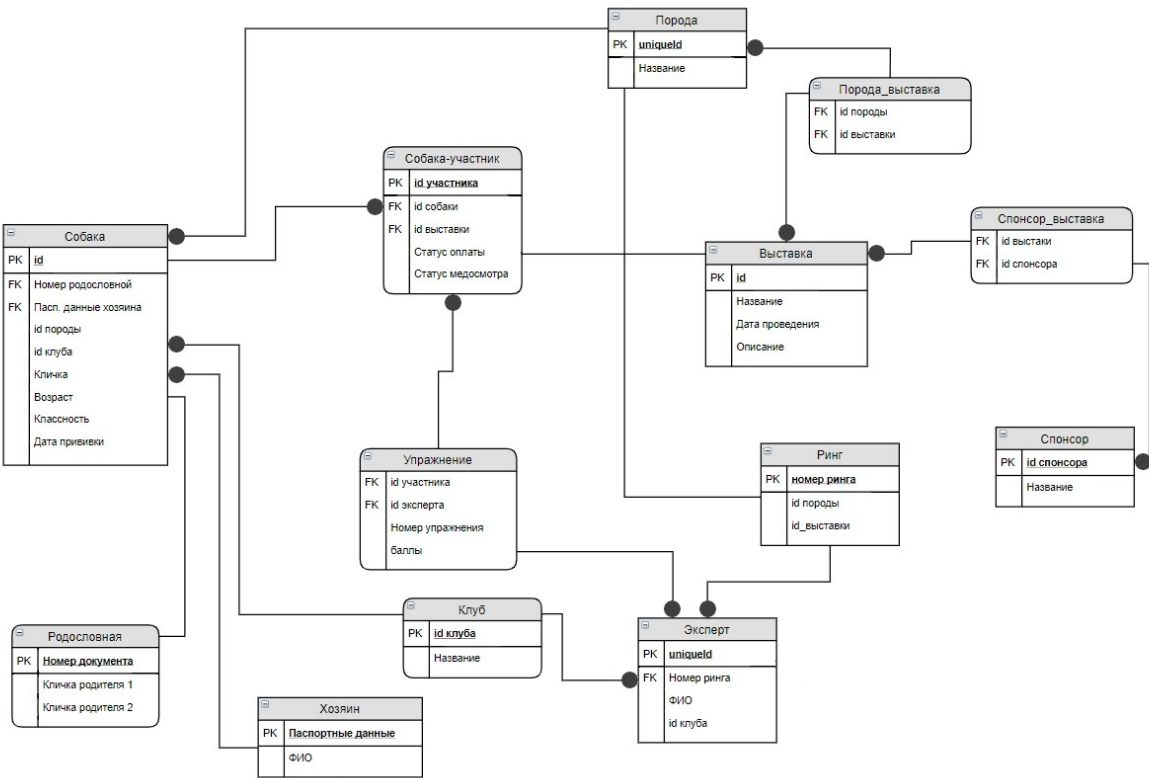 Порода
PK uniqueId
Название
Порода_выставка
FK id породы
FK id выставки
Собака-участник
PK id участника
FK id собаки
FK id выставки
Статус оплаты
Статус медосмотра
Спонсор_выставка
FK id выстаки
FK id спонсора
Собака
PK id
FK Номер родословной
FK Пасп. данные хозяина
id породы
id клуба
Кличка
Возраст
Классность
Дата прививки
Выставка
PK id
Название
Дата проведения
Описание
Спонсор
PK id спонсора
Название
Упражнение
FK id участника
FK id эксперта
Номер упражнения
баллы
Ринг
PK номер ринга
id породы
id_выставки
Клуб
PK id клуба
Название
Эксперт
PK uniqueId
FK Номер ринга
ФИО
id клуба
Родословная
PK Номер документа
Кличка родителя 1
Кличка родителя 2
Хозяин
PK Паспортные данные
ФИО